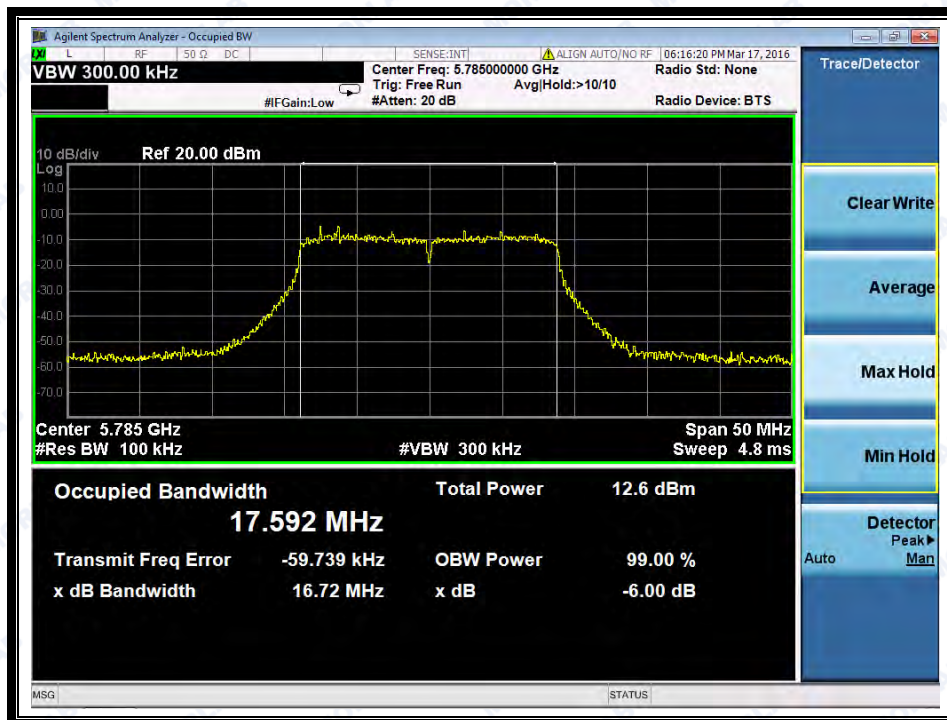 Agilent Spectrum Analyzer - Occupied BW
LXI L RF 50 Ω DC SENSE:INT ALIGN AUTO/NO RF 06:16:20 PM Mar 17, 2016
VBW 300.00 kHz
Center Freq: 5.785000000 GHz Radio Std: None
Trig: Free Run Avg|Hold:>10/10
#IFGain:Low #Atten: 20 dB Radio Device: BTS
10 dB/div Ref 20.00 dBm
Log
10.0
0.00
-10.0
-20.0
-30.0
-40.0
-50.0
-60.0
-70.0
Center 5.785 GHz Span 50 MHz
#Res BW 100 kHz #VBW 300 kHz Sweep 4.8 ms
Occupied Bandwidth Total Power 12.6 dBm
17.592 MHz
Transmit Freq Error -59.739 kHz OBW Power 99.00 %
x dB Bandwidth 16.72 MHz x dB -6.00 dB
MSG STATUS
Trace/Detector
Clear Write
Average
Max Hold
Min Hold
Detector
Peak
Auto Man